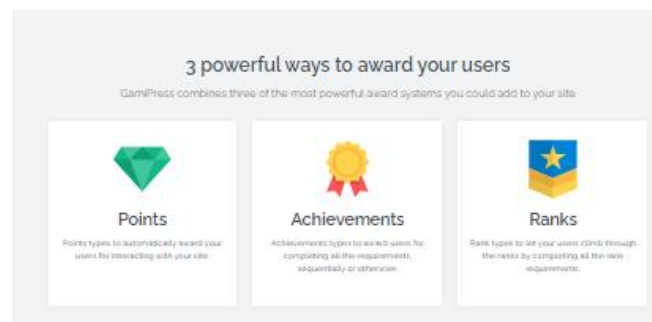 3 powerful ways to award your users
GamiPress combines three of the most powerful award systems you could add to your site
Points
Points types to automatically award your
users for interacting with your site.
Achievements
Achievements types to award users for
completing all the requirements,
sequentially or otherwise.
Ranks
Rank types to let your users climb through
the ranks by completing all the rank
requirements.